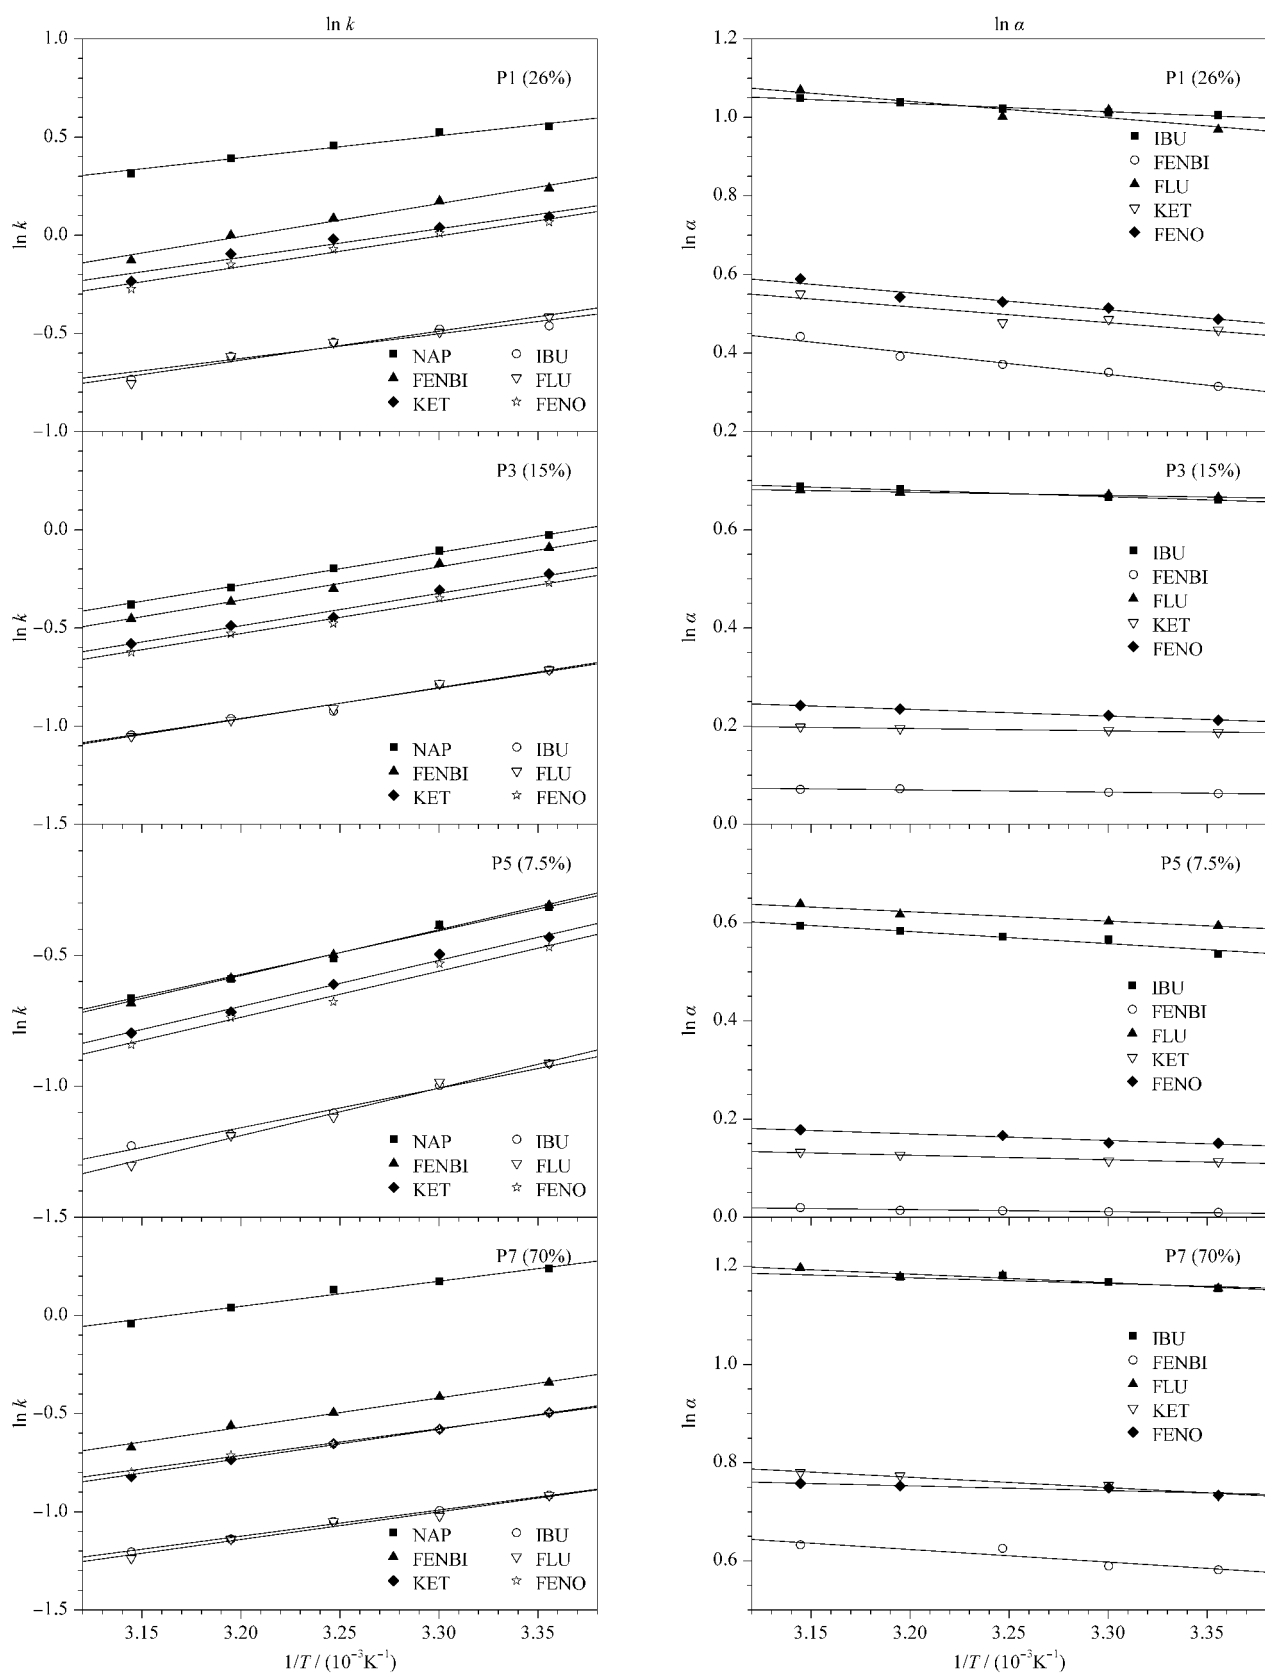 ln k
ln α
1.0
0.5
0.0
−0.5
−1.0
ln k
P1 (26%)
NAP
IBU
FENBI
FLU
KET
FENO
1.2
1.0
0.8
0.6
0.4
0.2
ln α
P1 (26%)
IBU
FENBI
FLU
KET
FENO
0.0
−0.5
−1.0
−1.5
ln k
P3 (15%)
NAP
IBU
FENBI
FLU
KET
FENO
0.6
0.4
0.2
0.0
ln α
P3 (15%)
IBU
FENBI
FLU
KET
FENO
−0.5
−1.0
−1.5
ln k
P5 (7.5%)
NAP
IBU
FENBI
FLU
KET
FENO
0.6
0.4
0.2
0.0
ln α
P5 (7.5%)
IBU
FENBI
FLU
KET
FENO
0.0
−0.5
−1.0
−1.5
ln k
P7 (70%)
NAP
IBU
FENBI
FLU
KET
FENO
3.15 3.20 3.25 3.30 3.35
1/T / (10⁻³K⁻¹)
1.2
1.0
0.8
0.6
ln α
P7 (70%)
IBU
FENBI
FLU
KET
FENO
3.15 3.20 3.25 3.30 3.35
1/T / (10⁻³K⁻¹)